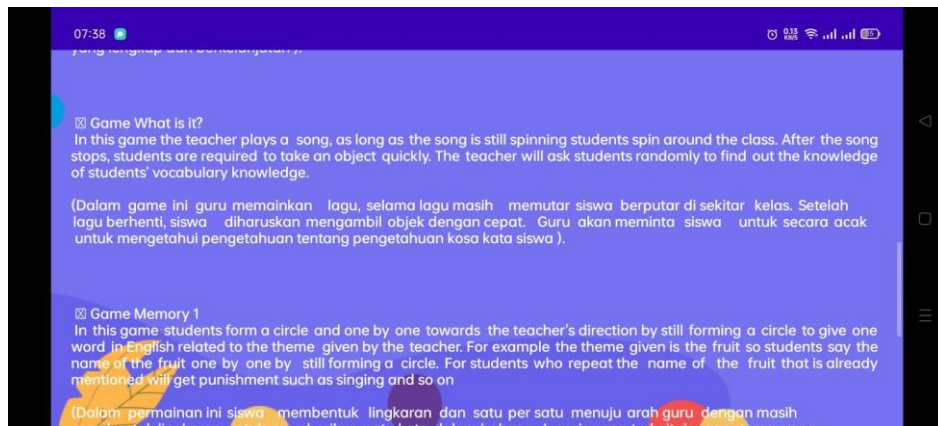 07:38
0.13 KB/S
yang lengkap dan berkelanjutan ).
Game What is it?
In this game the teacher plays a song, as long as the song is still spinning students spin around the class. After the song
stops, students are required to take an object quickly. The teacher will ask students randomly to find out the knowledge
of students' vocabulary knowledge.
(Dalam game ini guru memainkan lagu, selama lagu masih memutar siswa berputar di sekitar kelas. Setelah
lagu berhenti, siswa diharuskan mengambil objek dengan cepat. Guru akan meminta siswa untuk secara acak
untuk mengetahui pengetahuan tentang pengetahuan kosa kata siswa ).
Game Memory 1
In this game students form a circle and one by one towards the teacher's direction by still forming a circle to give one
word in English related to the theme given by the teacher. For example the theme given is the fruit so students say the
name of the fruit one by one by still forming a circle. For students who repeat the name of the fruit that is already
mentioned will get punishment such as singing and so on
(Dalam permainan ini siswa membentuk lingkaran dan satu per satu menuju arah guru dengan masih